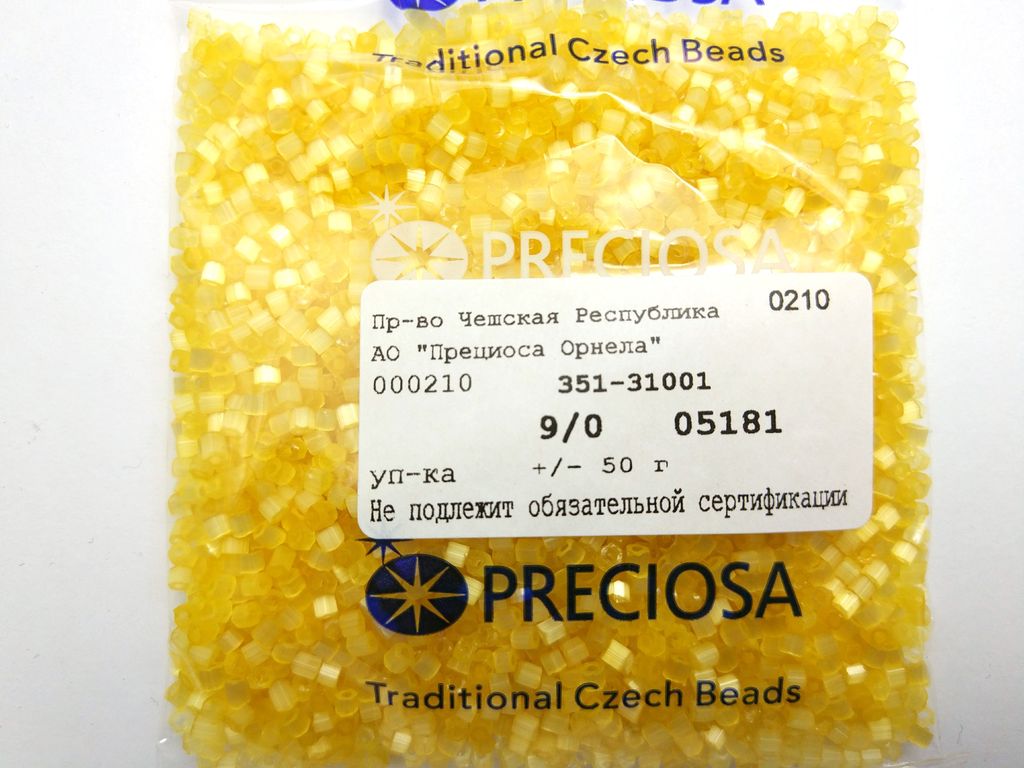 Traditional Czech Beads
PRECIOSA
0210
Пр-во Чешская Республика
АО "Прециоса Орнела"
000210 351-31001
9/0 05181
уп-ка +/- 50 г
Не подлежит обязательной сертификации
PRECIOSA
Traditional Czech Beads